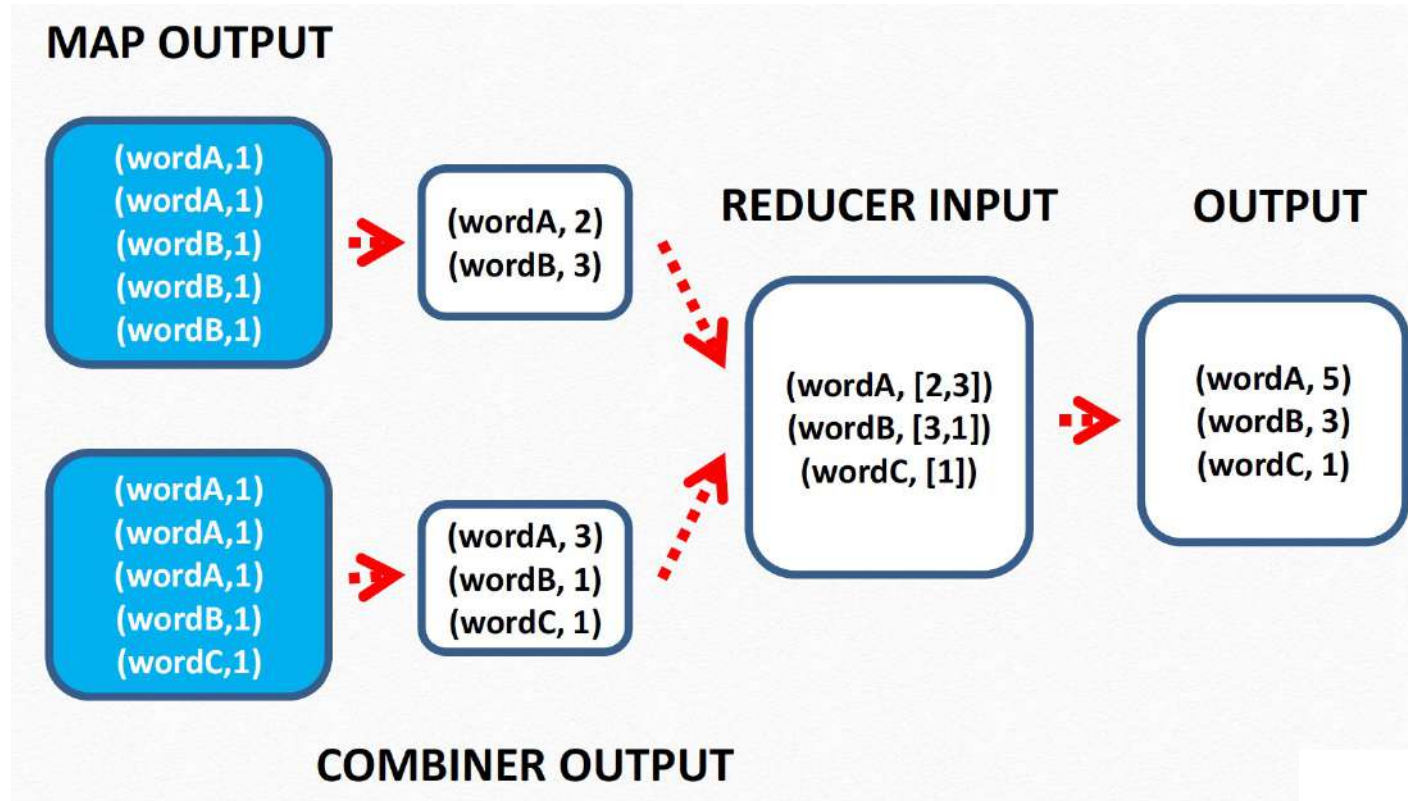 MAP OUTPUT
(wordA,1)
(wordA,1)
(wordB,1)
(wordB,1)
(wordB,1)
(wordA, 2)
(wordB, 3)
(wordA,1)
(wordA,1)
(wordA,1)
(wordB,1)
(wordC,1)
(wordA, 3)
(wordB, 1)
(wordC, 1)
COMBINER OUTPUT
REDUCER INPUT
(wordA, [2,3])
(wordB, [3,1])
(wordC, [1])
OUTPUT
(wordA, 5)
(wordB, 3)
(wordC, 1)